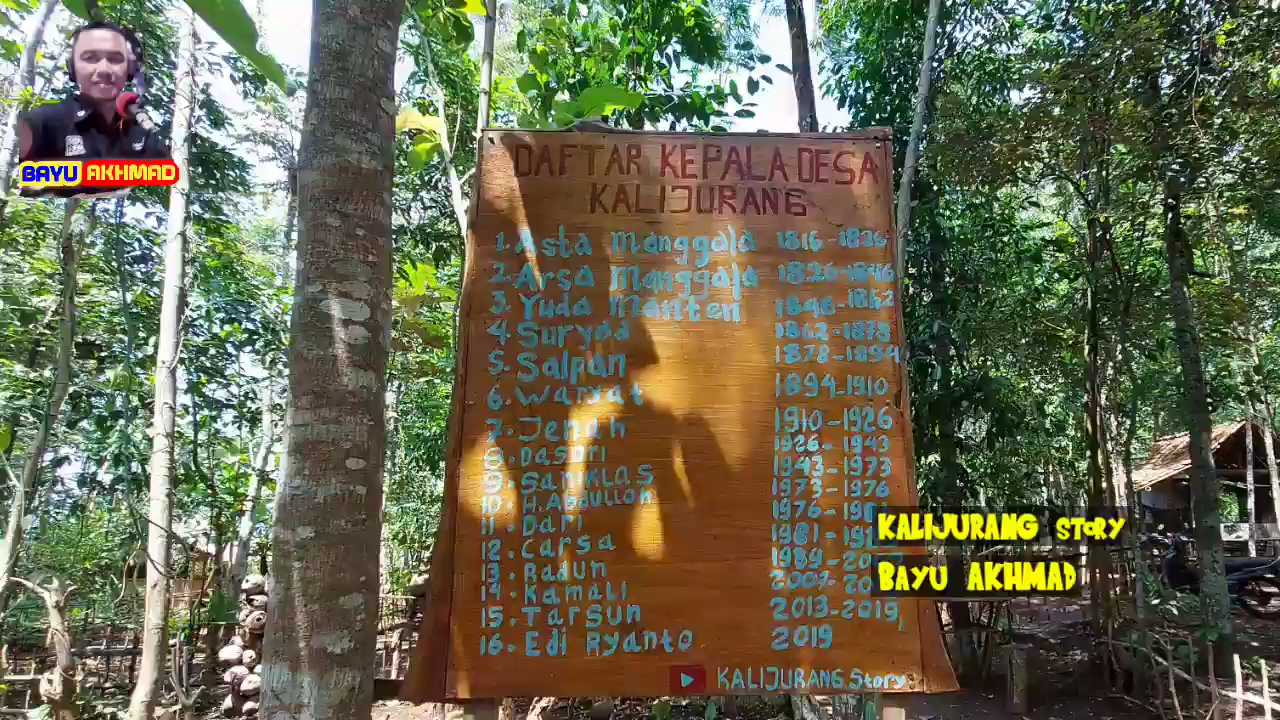 BAYU AKHMAD
DAFTAR KEPALA DESA
KALIJURANG
1. Asta Manggala 1816-1826
2. Arsa Manggala 1826-1846
3. Yuda Manten 1846-1862
4. Suryda 1862-1878
5. Salpan 1878-1894
6. Waryat 1894-1910
7. Jenah 1910-1926
8. Dasori 1926-1943
9. SaniKLAS 1943-1973
10. H. Abdullah 1973-1976
11. Dari 1976-
12. Carsa 1981-
13. Radun 1989-
14. Kamali
15. Tarsun 2013-2019,
16. Edi Ryanto 2019
KALIJURANG Story
KALIJURANG Story
BAYU AKHMAD